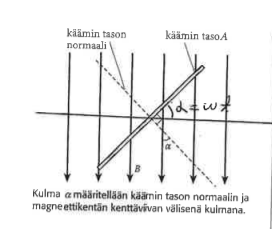 käämin tason
normaali
käämin taso A
α = ωt
α
B
Kulma α määritellään käämin tason normaalin ja
magneettikentän kenttäviivan välisenä kulmana.